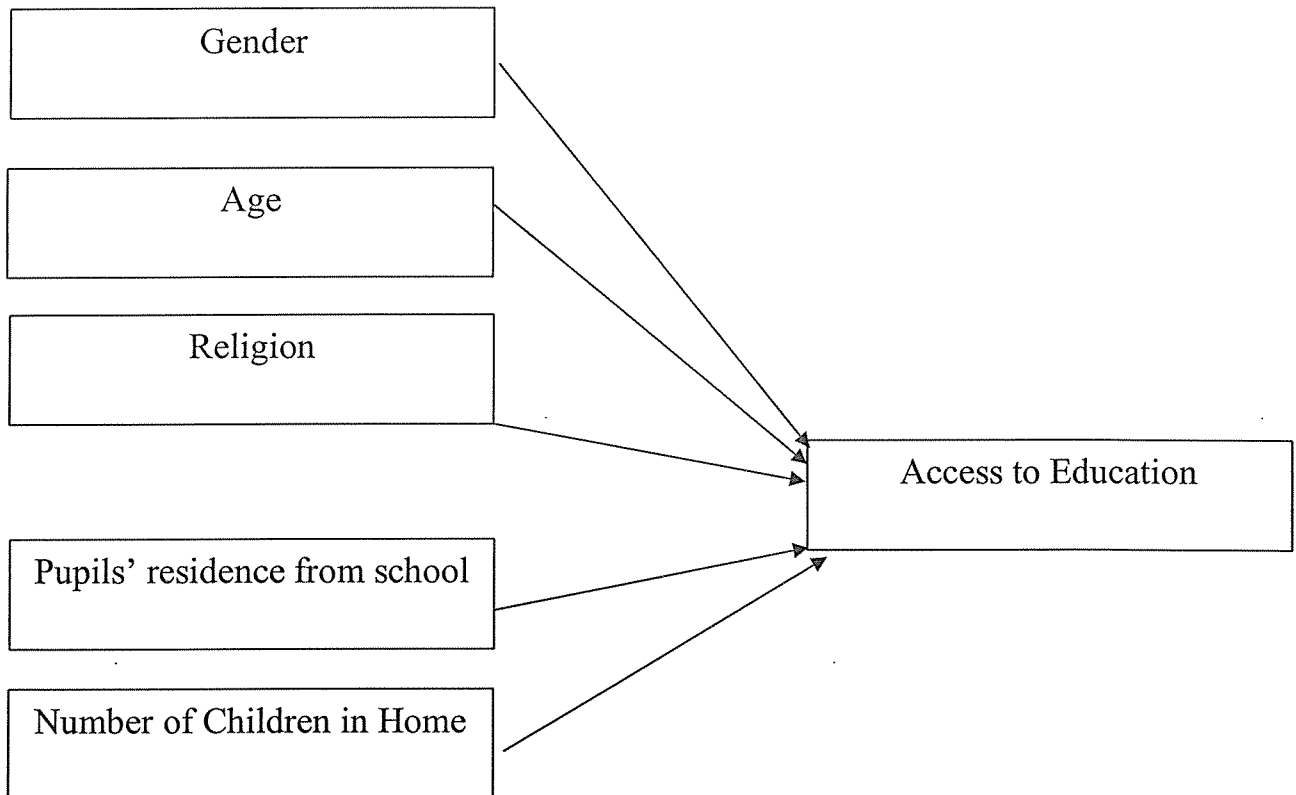 Gender
Age
Religion
Access to Education
Pupils’ residence from school
Number of Children in Home